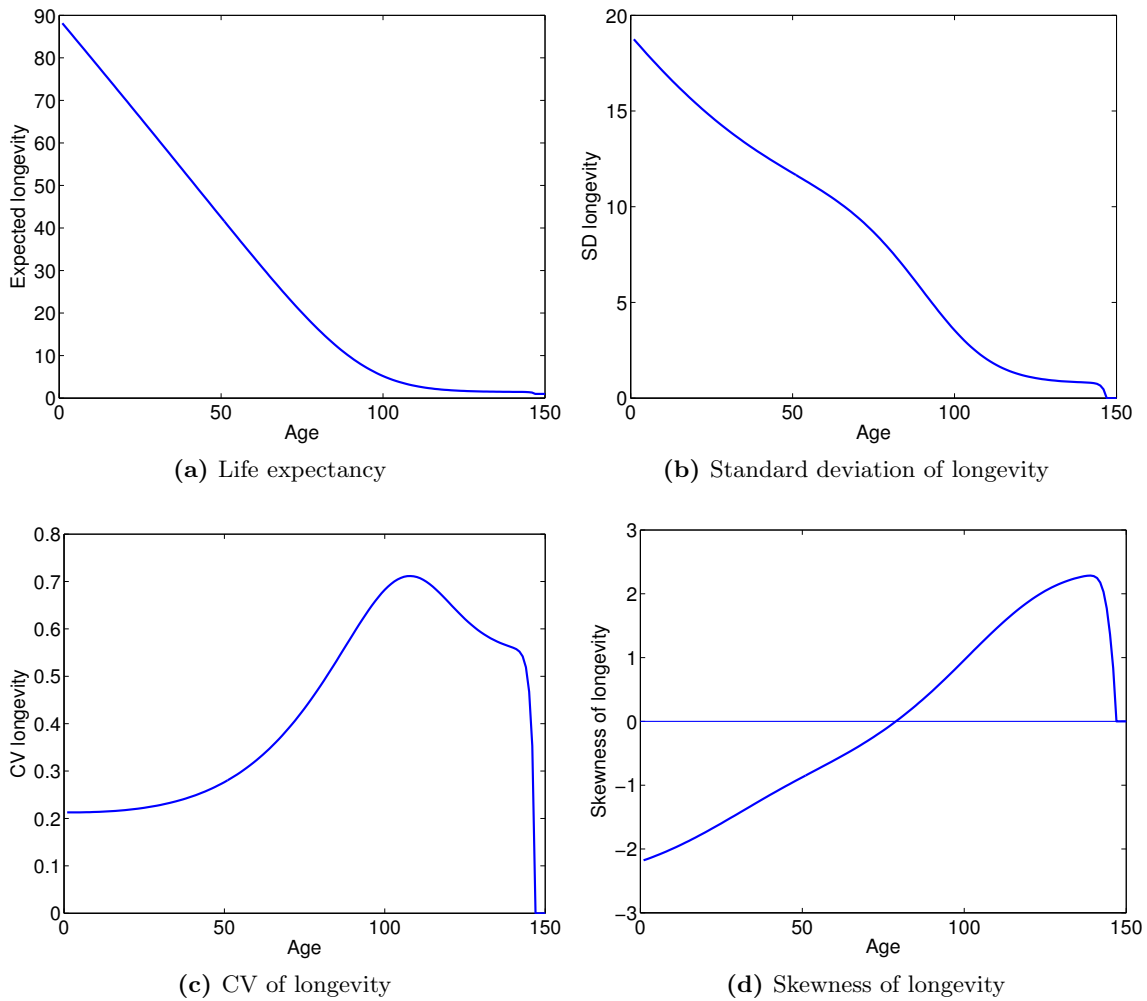 90
80
70
60
50
40
30
20
10
0
Expected longevity
0 50 100 150
Age
(a) Life expectancy
20
15
10
5
0
SD longevity
0 50 100 150
Age
(b) Standard deviation of longevity
0.8
0.7
0.6
0.5
0.4
0.3
0.2
0.1
0
CV longevity
0 50 100 150
Age
(c) CV of longevity
3
2
1
0
−1
−2
−3
Skewness of longevity
0 50 100 150
Age
(d) Skewness of longevity